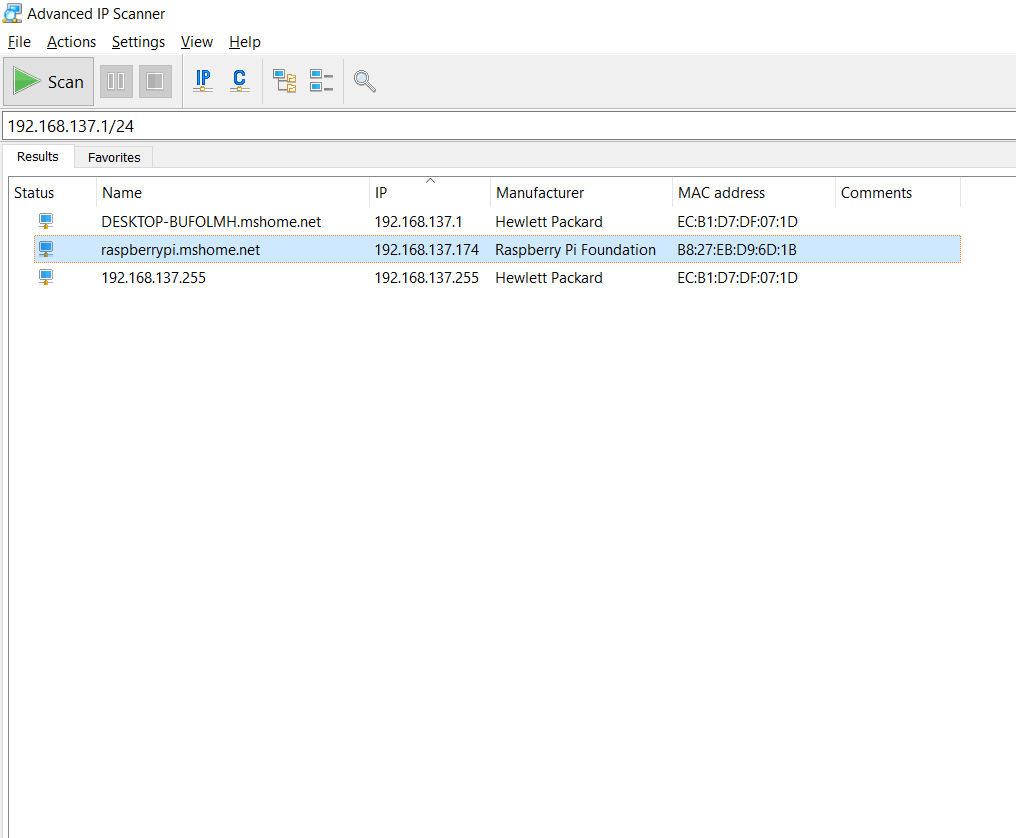 Advanced IP Scanner
File Actions Settings View Help
Scan IP C
192.168.137.1/24
Results Favorites
Status Name IP Manufacturer MAC address Comments
DESKTOP-BUFOLMH.mshome.net 192.168.137.1 Hewlett Packard EC:B1:D7:DF:07:1D
raspberrypi.mshome.net 192.168.137.174 Raspberry Pi Foundation B8:27:EB:D9:6D:1B
192.168.137.255 192.168.137.255 Hewlett Packard EC:B1:D7:DF:07:1D